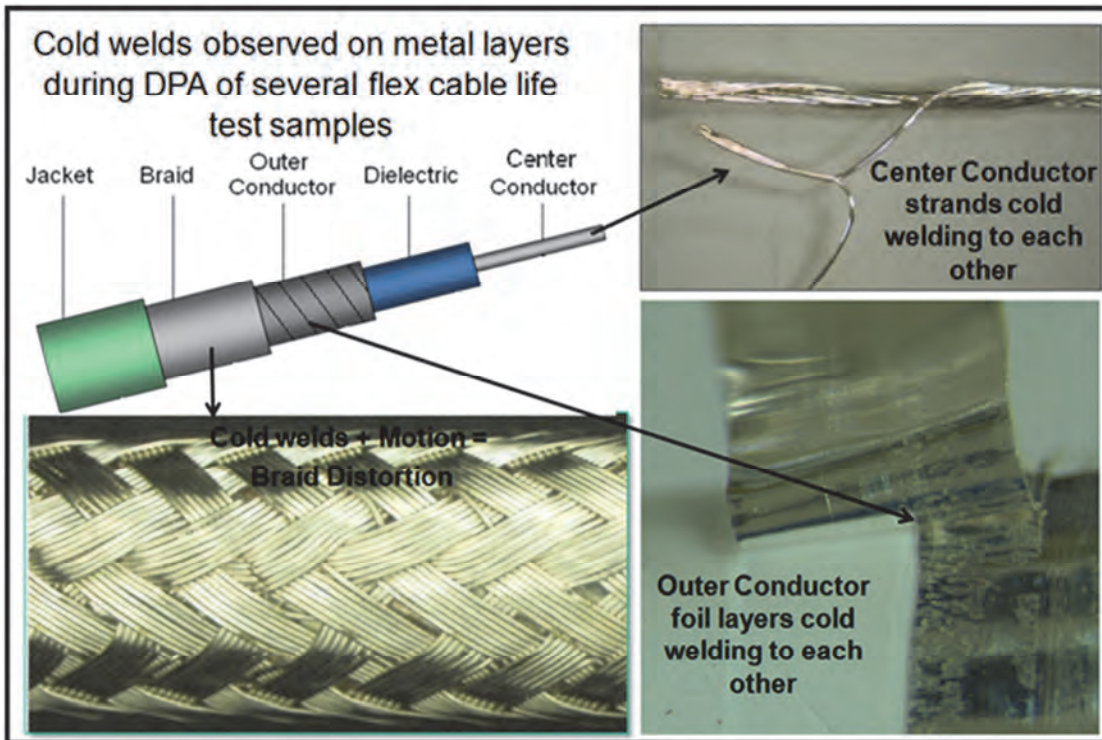 Cold welds observed on metal layers
during DPA of several flex cable life
test samples
Jacket
Braid
Outer
Conductor
Dielectric
Center
Conductor
Center Conductor
strands cold
welding to each
other
Cold welds + Motion =
Braid Distortion
Outer Conductor
foil layers cold
welding to each
other